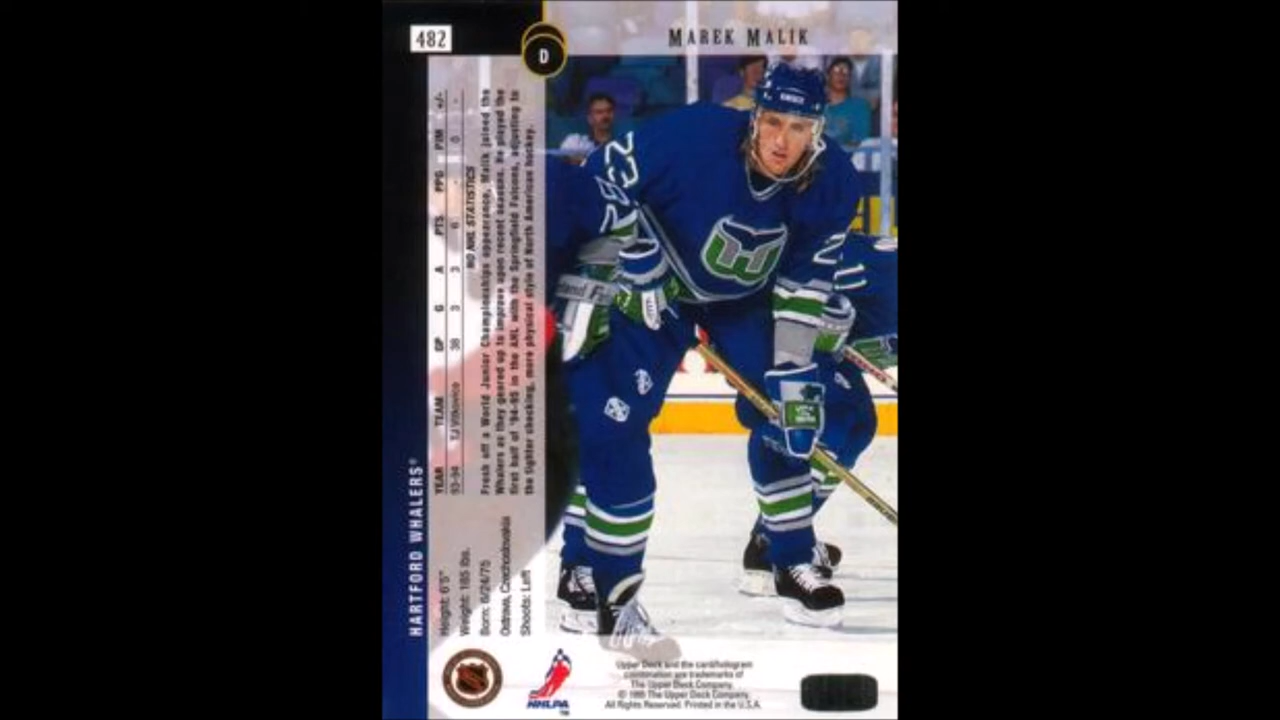 482
D
MAREK MALIK
HARTFORD WHALERS®
YEAR TEAM GP G A PTS PPG PIM +/-
93-94 TJ Vitkovice 38 3 3 6 - 0 -
NO NHL STATISTICS
Fresh off a World Junior Championships appearance, Malik joined the
Whalers as they geared up to improve upon recent seasons. He played the
first half of '94-95 in the AHL with the Springfield Falcons, adjusting to
the tighter checking, more physical style of North American hockey.
Height: 6'5"
Weight: 185 lbs.
Born: 6/24/75
Ostrava, Czechoslovakia
Shoots: Left
22
2
NHLPA
Upper Deck and the card/hologram
combination are trademarks of
The Upper Deck Company.
© 1995 The Upper Deck Company.
All Rights Reserved. Printed in the U.S.A.